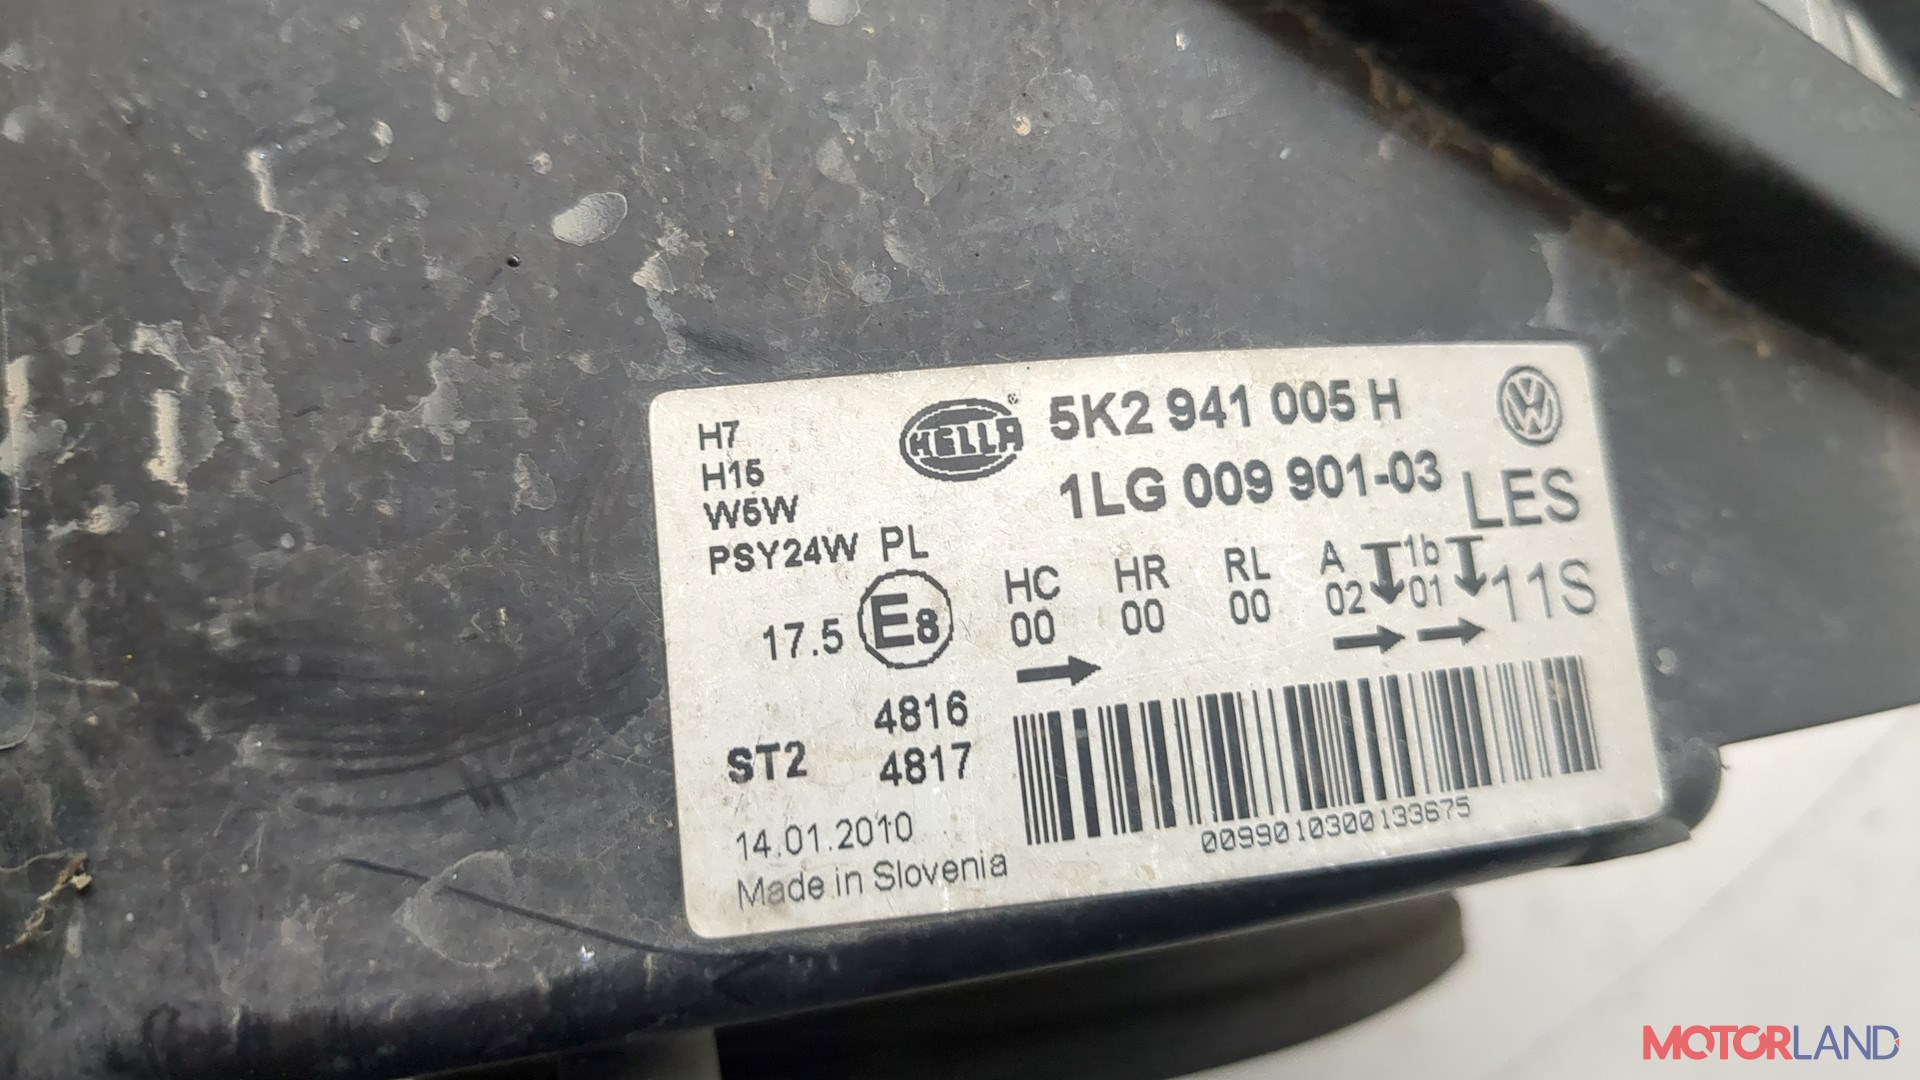 H7
H15
W5W
PSY24W PL
HELLA ® 5K2 941 005 H
1LG 009 901-03 LES
17.5 E8
HC HR RL A 1b 11S
00 00 00 02 01
4816
ST2 4817
14.01.2010
Made in Slovenia
0099010300133675
MOTORLAND